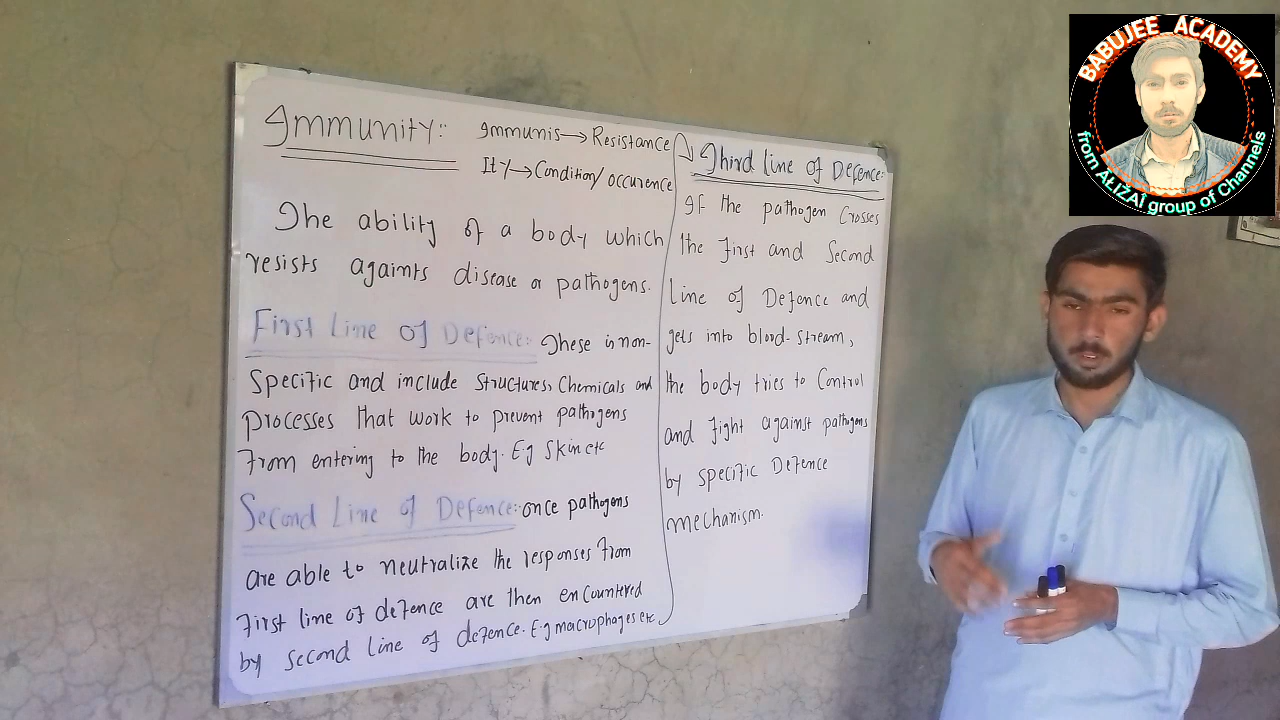 Immunity:: Immunis→Resistance
Ity→Condition/occurence
The ability of a body which
resists againts disease or pathogens.
First Line of Defence:: These is non-
Specific and include structures, Chemicals and
Processes that work to prevent pathogens
From entering to the body. E.g Skin etc
Second Line of Defence:: once pathogens
are able to neutralize the responses from
First line of defence are then encountered
by second line of defence. E.g macrophages etc.
Third Line of Defence:
If the pathogen Crosses
the First and Second
line of Defence and
gets into blood-stream,
the body tries to Control
and fight against pathogens
by specific Defence
mechanism.
BABUJEE ACADEMY
from ALIZAI group of Channels